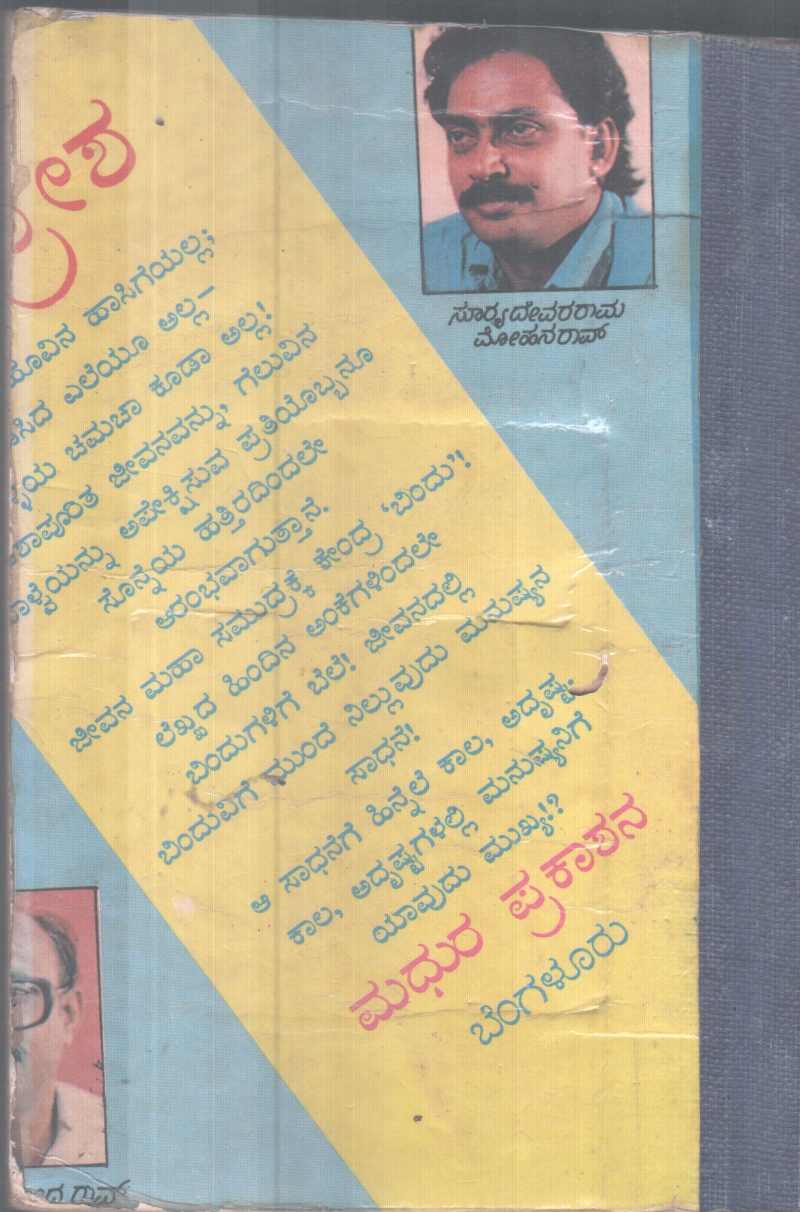 ಸೂರ್ಯದೇವರರಾಮ
ಮೋಹನರಾವ್
ಹೂವಿನ ಹಾಸಿಗೆಯಲ್ಲ;
ಎಲೆಯೂ ಅಲ್ಲ–
ಚಮಚಾ ಕೂಡಾ ಅಲ್ಲ!
ಜೀವನವನ್ನು, ಗೆಲುವಿನ
ಅಪೇಕ್ಷಿಸುವ ಪ್ರತಿಯೊಬ್ಬನೂ
ಸೊನ್ನೆಯ ಹತ್ತಿರದಿಂದಲೇ
ಆರಂಭವಾಗುತ್ತಾನೆ.
ಜೀವನ ಮಹಾ ಸಮುದ್ರಕ್ಕೆ ಕೇಂದ್ರ ‘ಬಿಂದು’!
ಲೆಖ್ಖದ ಹಿಂದಿನ ಅಂಕೆಗಳಿಂದಲೇ
ಬಿಂದುಗಳಿಗೆ ಬೆಲೆ! ಜೀವನದಲ್ಲಿ
ಬಿಂದುವಿಗೆ ಮುಂದೆ ನಿಲ್ಲುವುದು ಮನುಷ್ಯನ
ಸಾಧನೆ!
ಆ ಸಾಧನೆಗೆ ಹಿನ್ನೆಲೆ ಕಾಲ, ಅದೃಷ್ಟ.
ಕಾಲ, ಅದೃಷ್ಟಗಳಲ್ಲಿ ಮನುಷ್ಯನಿಗೆ
ಯಾವುದು ಮುಖ್ಯ!?
ಮಧುರ ಪ್ರಕಾಶನ
ಬೆಂಗಳೂರು
ರಾವ್